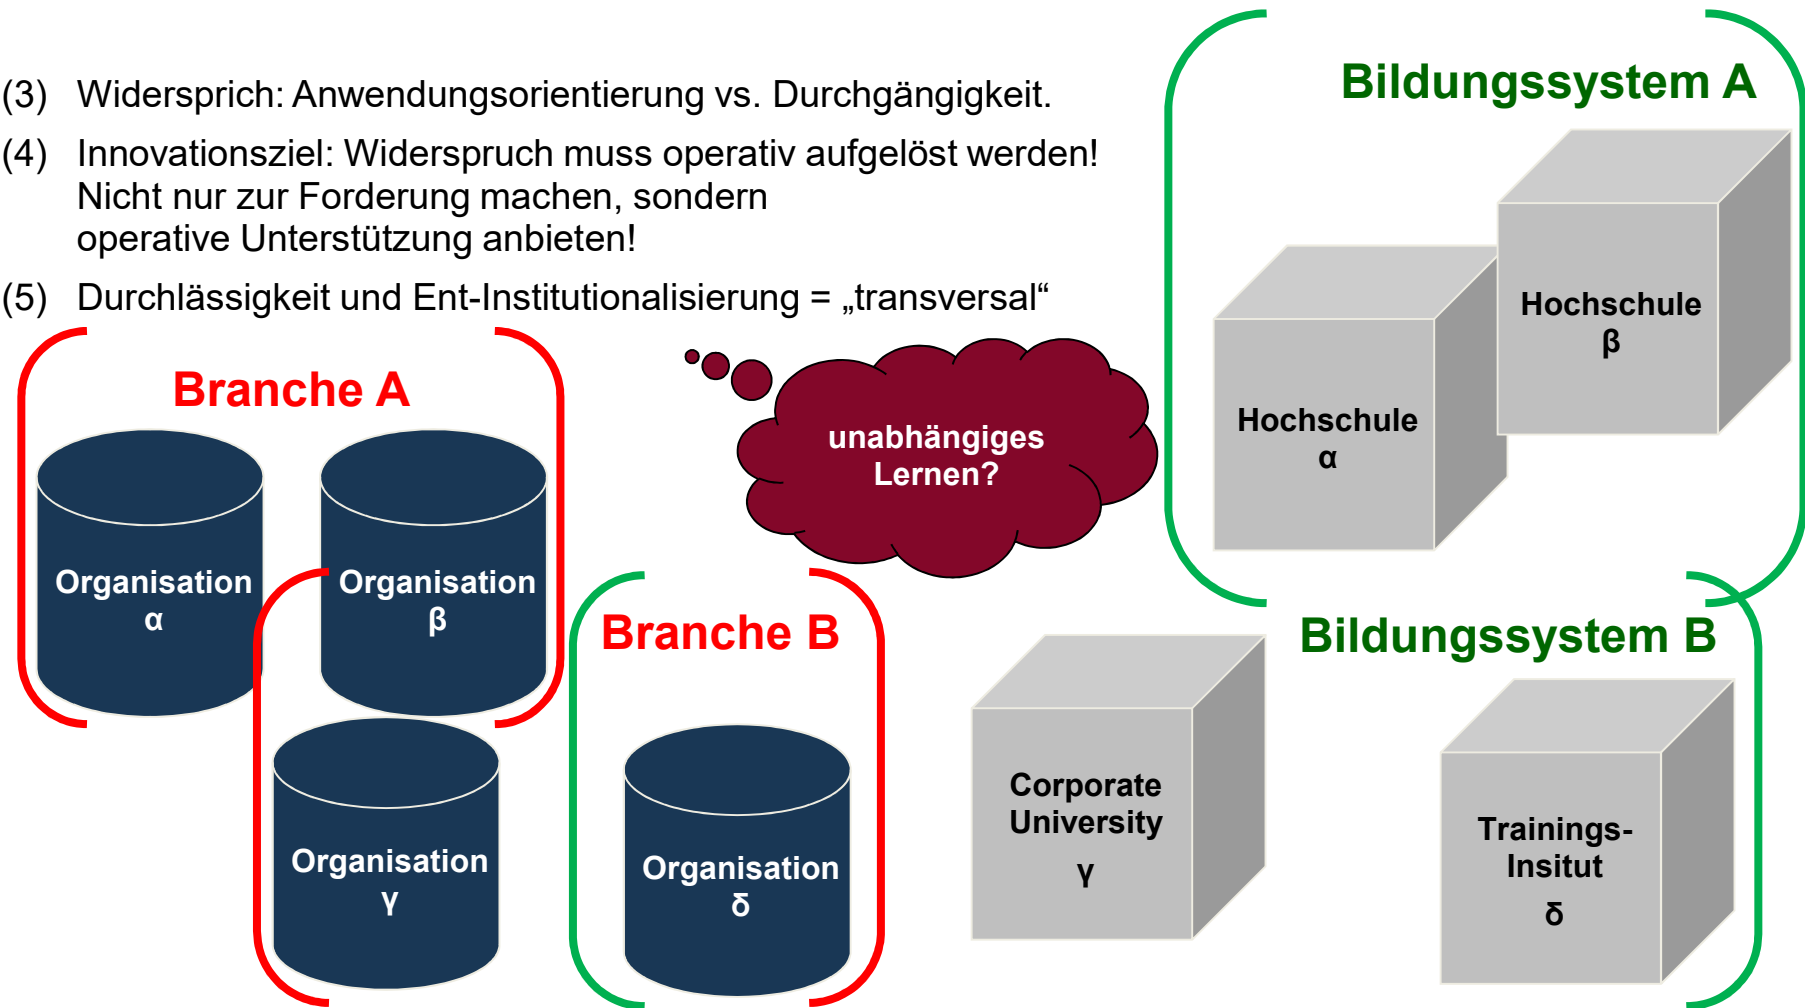 (3) Widersprich: Anwendungsorientierung vs. Durchgängigkeit.
(4) Innovationsziel: Widerspruch muss operativ aufgelöst werden!
Nicht nur zur Forderung machen, sondern
operative Unterstützung anbieten!
(5) Durchlässigkeit und Ent-Institutionalisierung = „transversal“
Bildungssystem A
Hochschule
β
Hochschule
α
unabhängiges
Lernen?
Branche A
Organisation
α
Organisation
β
Branche B
Organisation
γ
Organisation
δ
Bildungssystem B
Corporate
University
γ
Trainings-
Insitut
δ